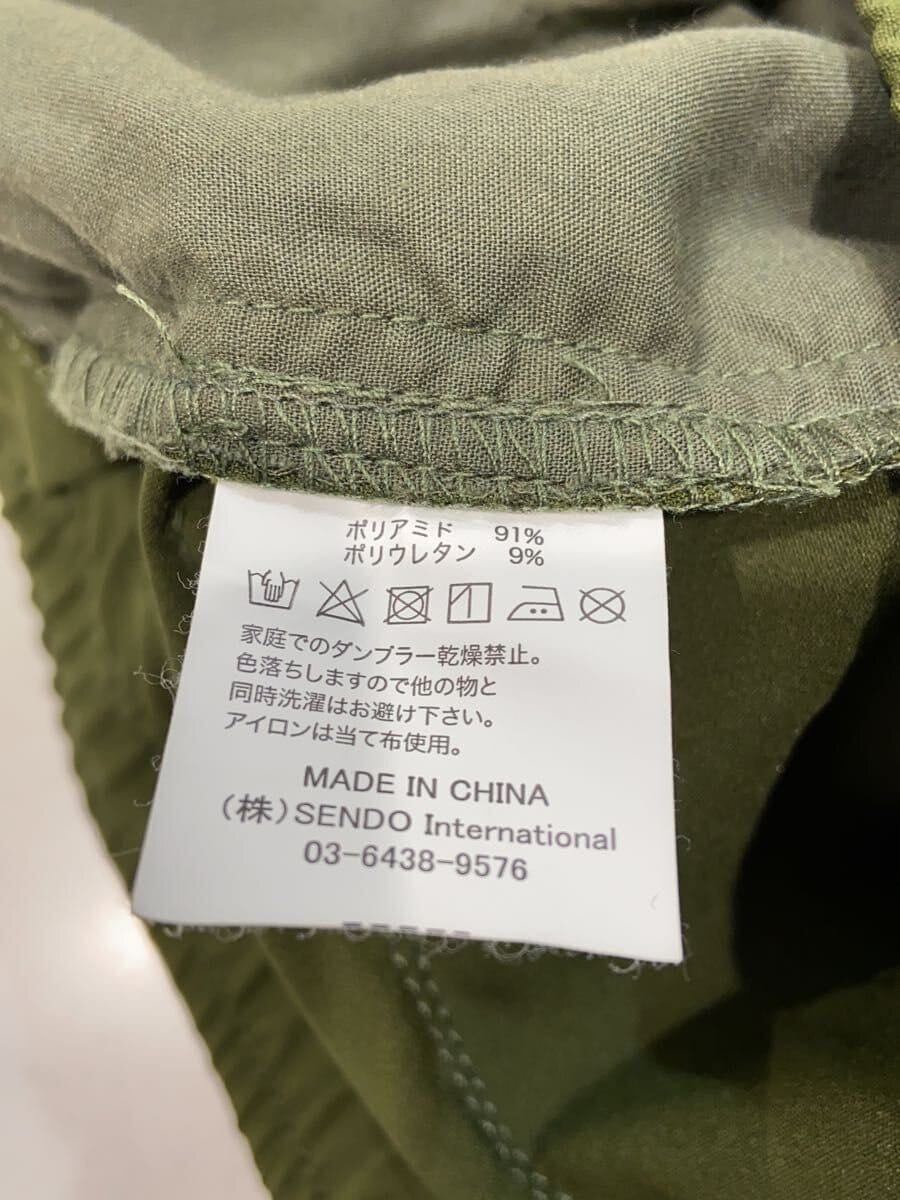 ポリアミド 91%
ポリウレタン 9%
家庭でのダンブラー乾燥禁止。
色落ちしますので他の物と
同時洗濯はお避け下さい。
アイロンは当て布使用。
MADE IN CHINA
(株)SENDO International
03-6438-9576